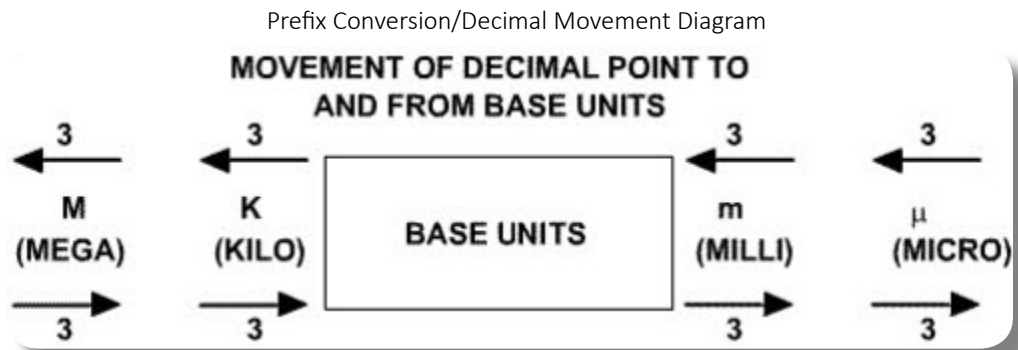 Prefix Conversion/Decimal Movement Diagram
MOVEMENT OF DECIMAL POINT TO
AND FROM BASE UNITS
3 3 3 3
M K m μ
(MEGA) (KILO) BASE UNITS (MILLI) (MICRO)
3 3 3 3